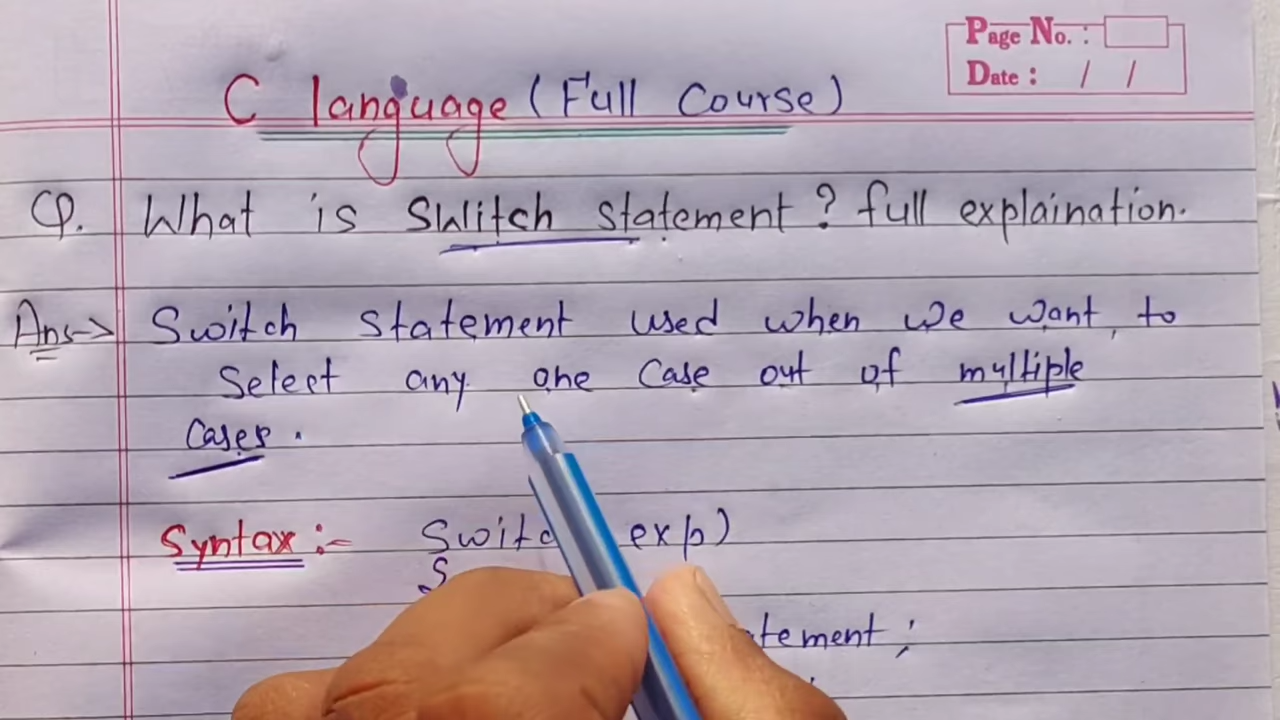 Page No. :
Date : / /
C language (Full Course)
Q. What is Switch statement ? full explaination.
Ans-> Switch statement used when we want to
Select any one Case out of multiple
Cases.
Syntax :- exp)
;